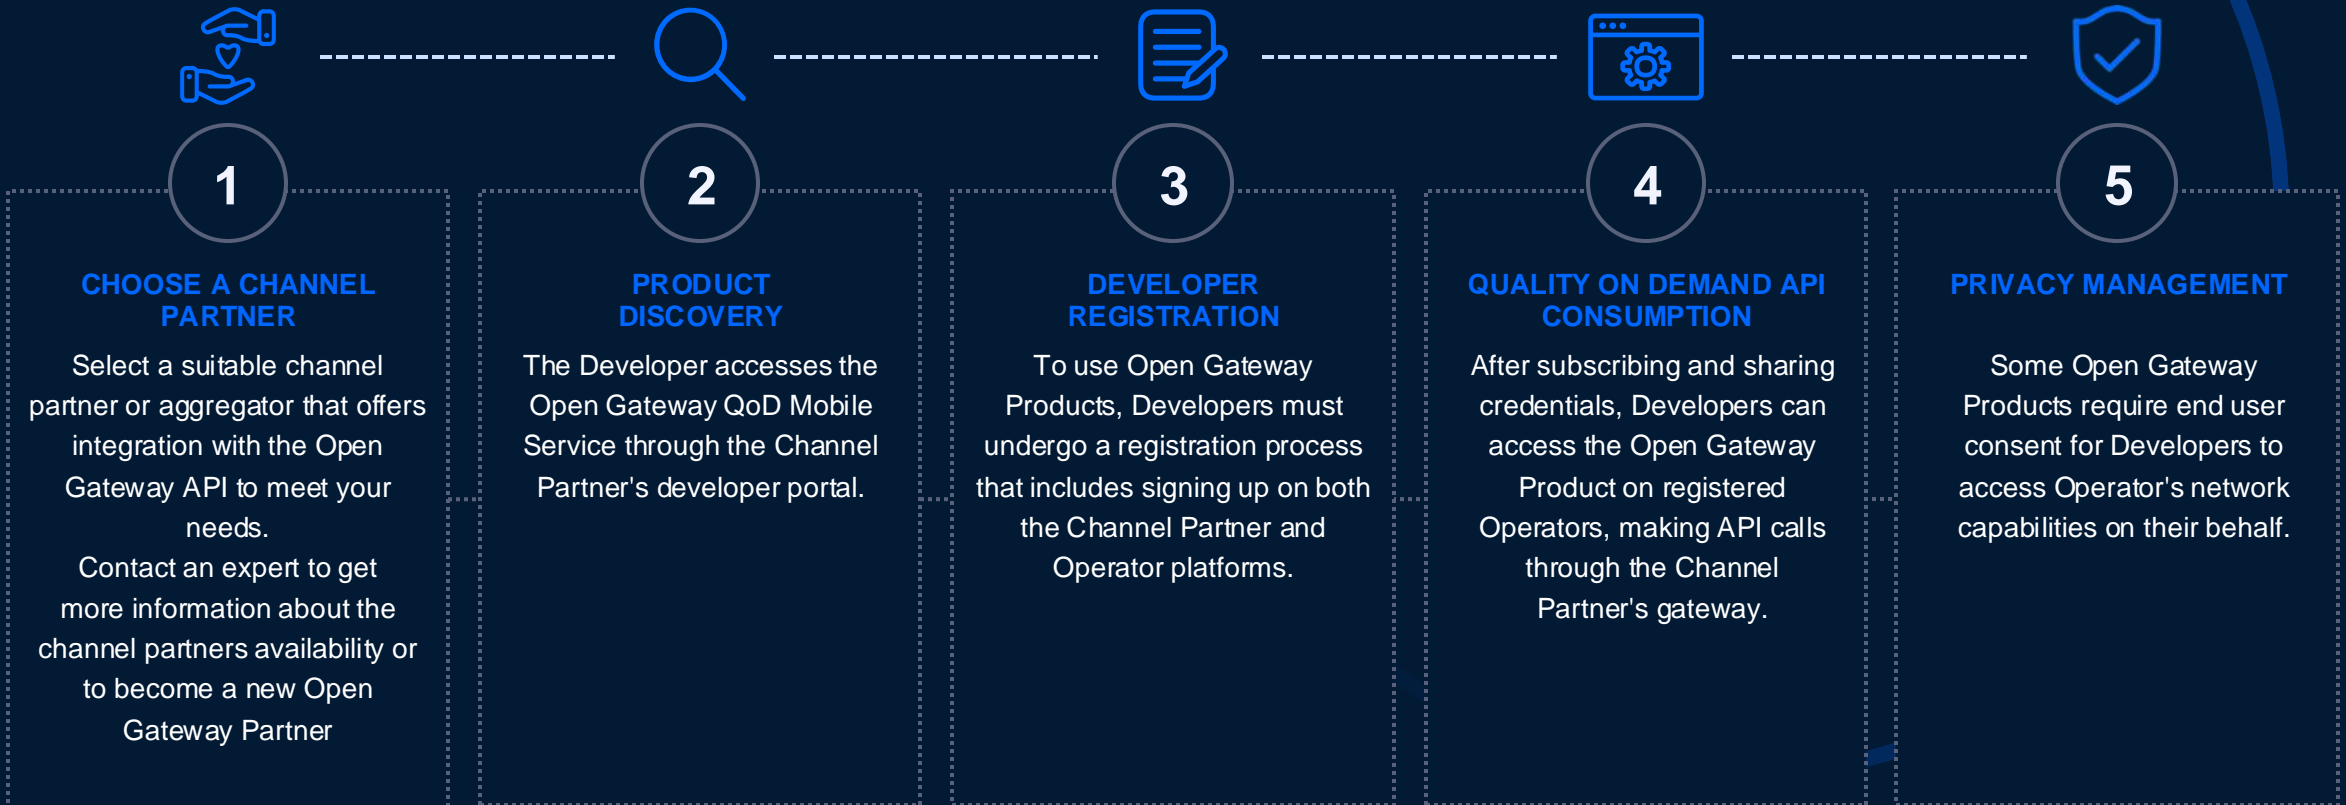 1
CHOOSE A CHANNEL
PARTNER
Select a suitable channel
partner or aggregator that offers
integration with the Open
Gateway API to meet your
needs.
Contact an expert to get
more information about the
channel partners availability or
to become a new Open
Gateway Partner
2
PRODUCT
DISCOVERY
The Developer accesses the
Open Gateway QoD Mobile
Service through the Channel
Partner's developer portal.
3
DEVELOPER
REGISTRATION
To use Open Gateway
Products, Developers must
undergo a registration process
that includes signing up on both
the Channel Partner and
Operator platforms.
4
QUALITY ON DEMAND API
CONSUMPTION
After subscribing and sharing
credentials, Developers can
access the Open Gateway
Product on registered
Operators, making API calls
through the Channel
Partner's gateway.
5
PRIVACY MANAGEMENT
Some Open Gateway
Products require end user
consent for Developers to
access Operator's network
capabilities on their behalf.